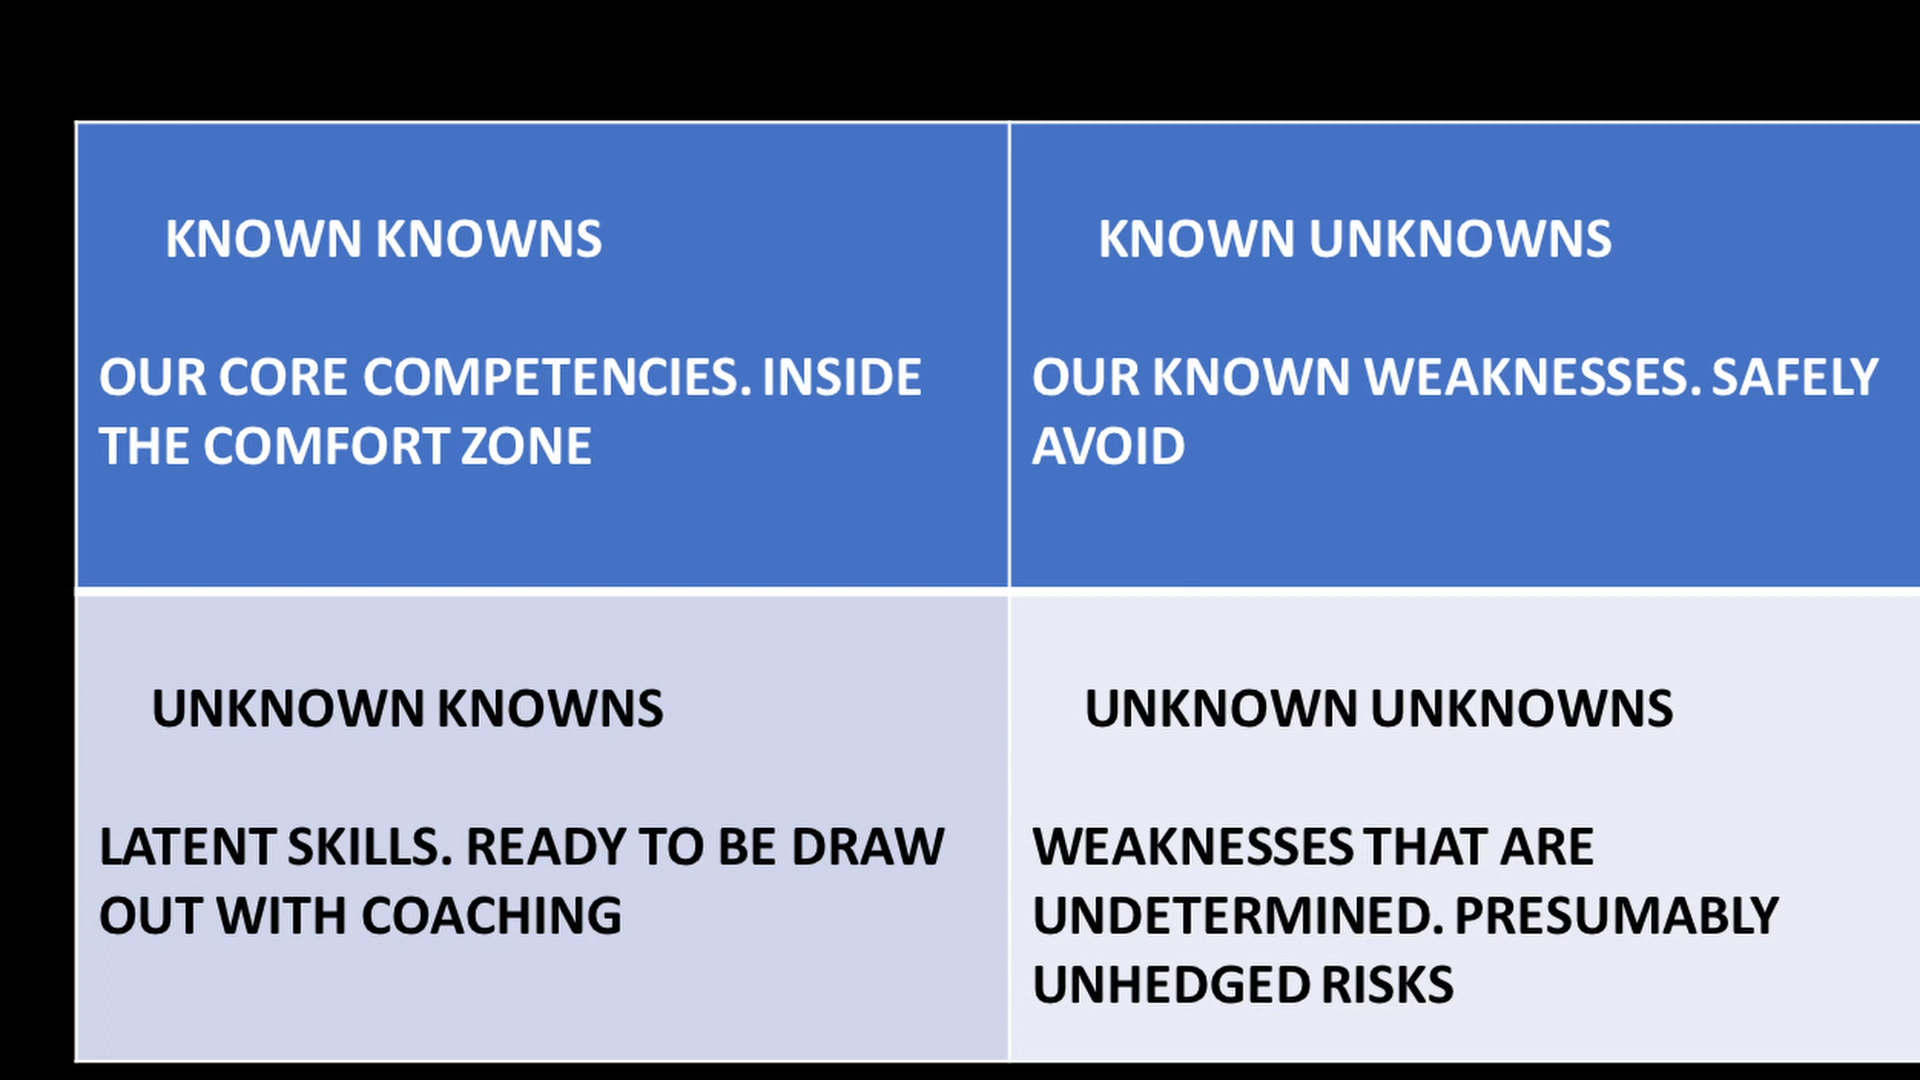 KNOWN KNOWNS
OUR CORE COMPETENCIES. INSIDE
THE COMFORT ZONE
KNOWN UNKNOWNS
OUR KNOWN WEAKNESSES. SAFELY
AVOID
UNKNOWN KNOWNS
LATENT SKILLS. READY TO BE DRAW
OUT WITH COACHING
UNKNOWN UNKNOWNS
WEAKNESSES THAT ARE
UNDETERMINED. PRESUMABLY
UNHEDGED RISKS